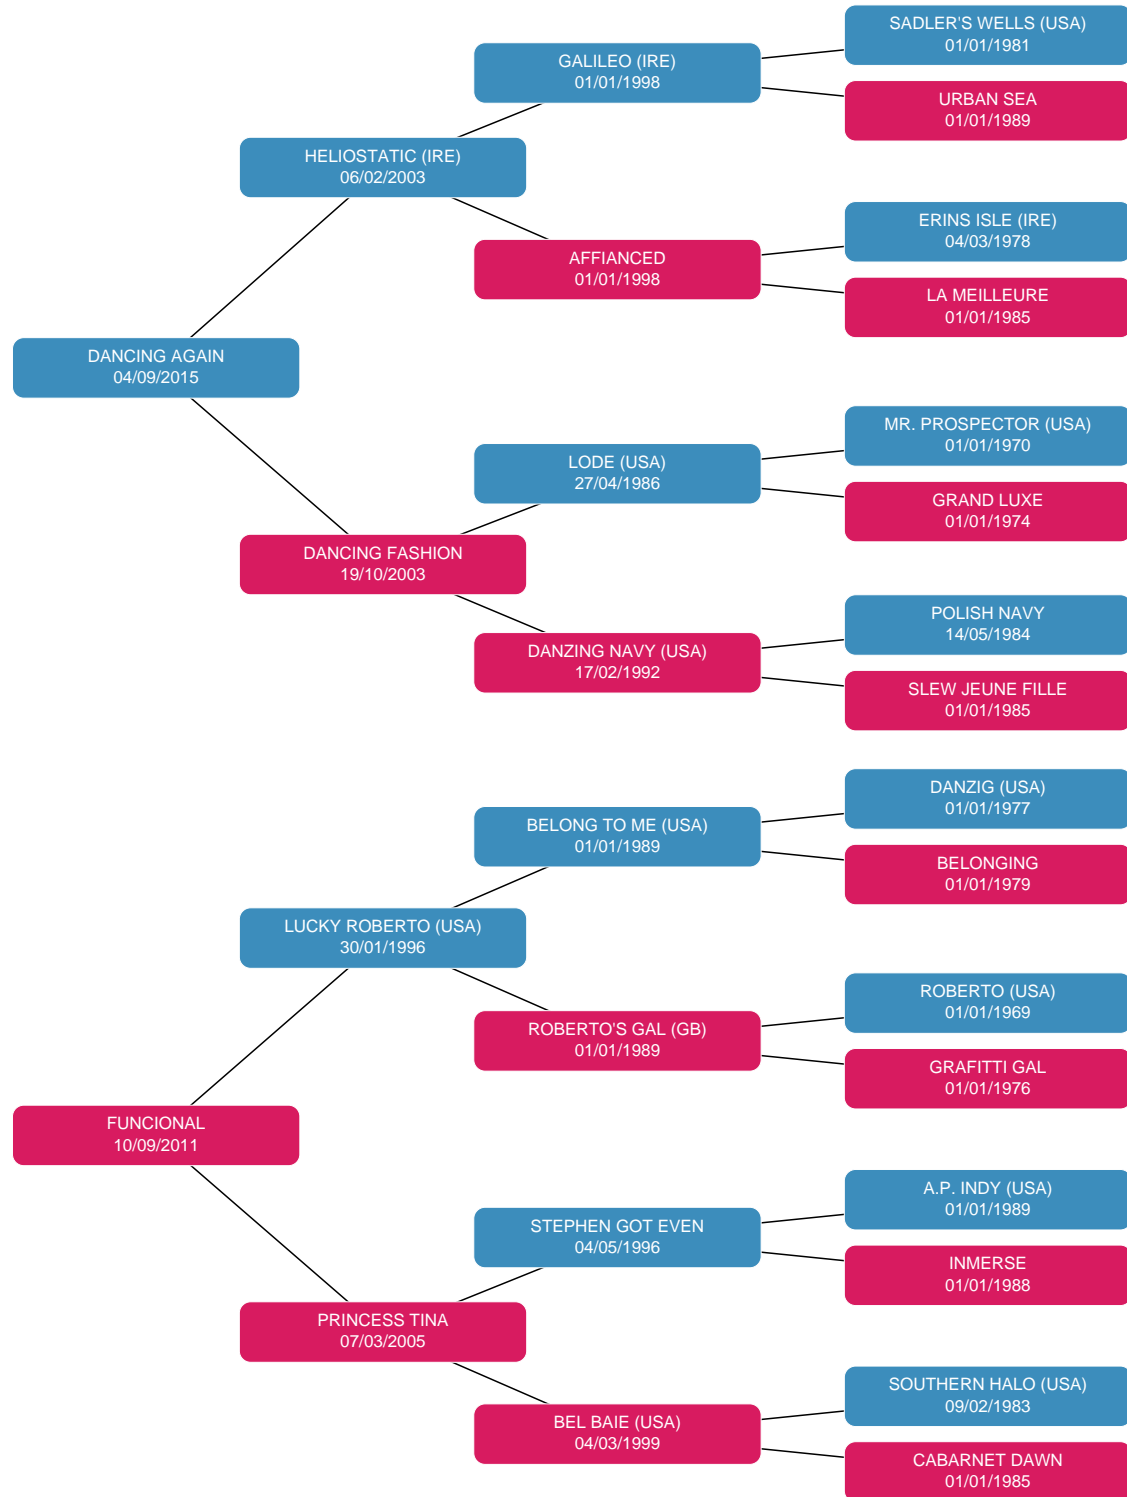 SADLER'S WELLS (USA)
01/01/1981
GALILEO (IRE)
01/01/1998
URBAN SEA
01/01/1989
HELIOSTATIC (IRE)
06/02/2003
ERINS ISLE (IRE)
04/03/1978
AFFIANCED
01/01/1998
LA MEILLEURE
01/01/1985
DANCING AGAIN
04/09/2015
MR. PROSPECTOR (USA)
01/01/1970
LODE (USA)
27/04/1986
GRAND LUXE
01/01/1974
DANCING FASHION
19/10/2003
POLISH NAVY
14/05/1984
DANZING NAVY (USA)
17/02/1992
SLEW JEUNE FILLE
01/01/1985
DANZIG (USA)
01/01/1977
BELONG TO ME (USA)
01/01/1989
BELONGING
01/01/1979
LUCKY ROBERTO (USA)
30/01/1996
ROBERTO (USA)
01/01/1969
ROBERTO'S GAL (GB)
01/01/1989
GRAFITTI GAL
01/01/1976
FUNCIONAL
10/09/2011
A.P. INDY (USA)
01/01/1989
STEPHEN GOT EVEN
04/05/1996
INMERSE
01/01/1988
PRINCESS TINA
07/03/2005
SOUTHERN HALO (USA)
09/02/1983
BEL BAIE (USA)
04/03/1999
CABARNET DAWN
01/01/1985